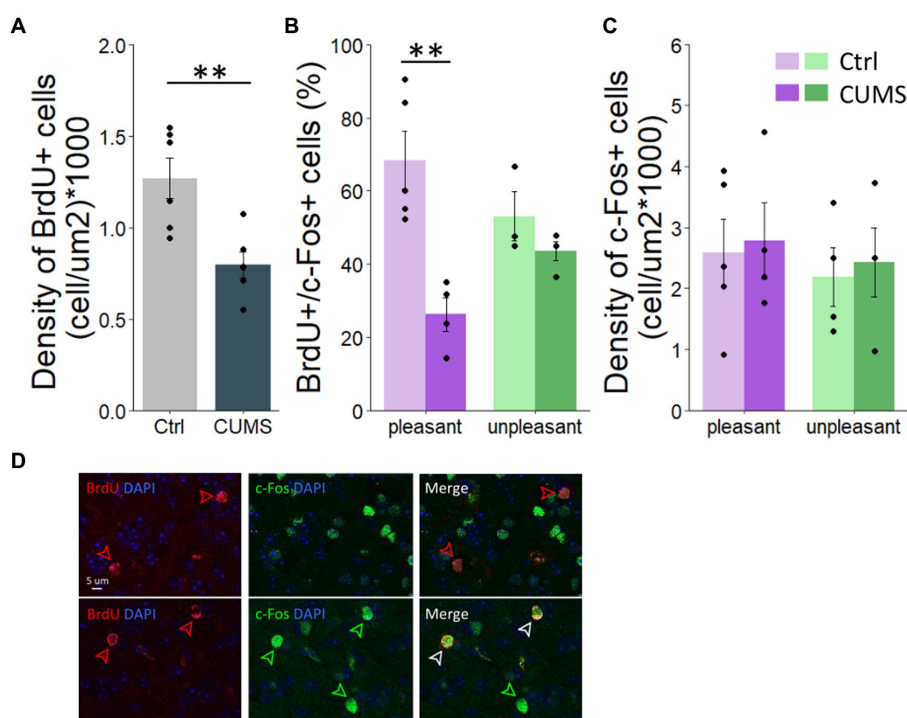 A
Density of BrdU+ cells
(cell/um2)*1000
2.0
1.5
1.0
0.5
0.0
**
Ctrl CUMS
B
BrdU+/c-Fos+ cells (%)
100
80
60
40
20
0
**
pleasant unpleasant
C
Density of c-Fos+ cells
(cell/um2*1000)
6
5
4
3
2
1
0
Ctrl
CUMS
pleasant unpleasant
D
BrdU DAPI
c-Fos DAPI
Merge
5 um
BrdU DAPI
c-Fos DAPI
Merge